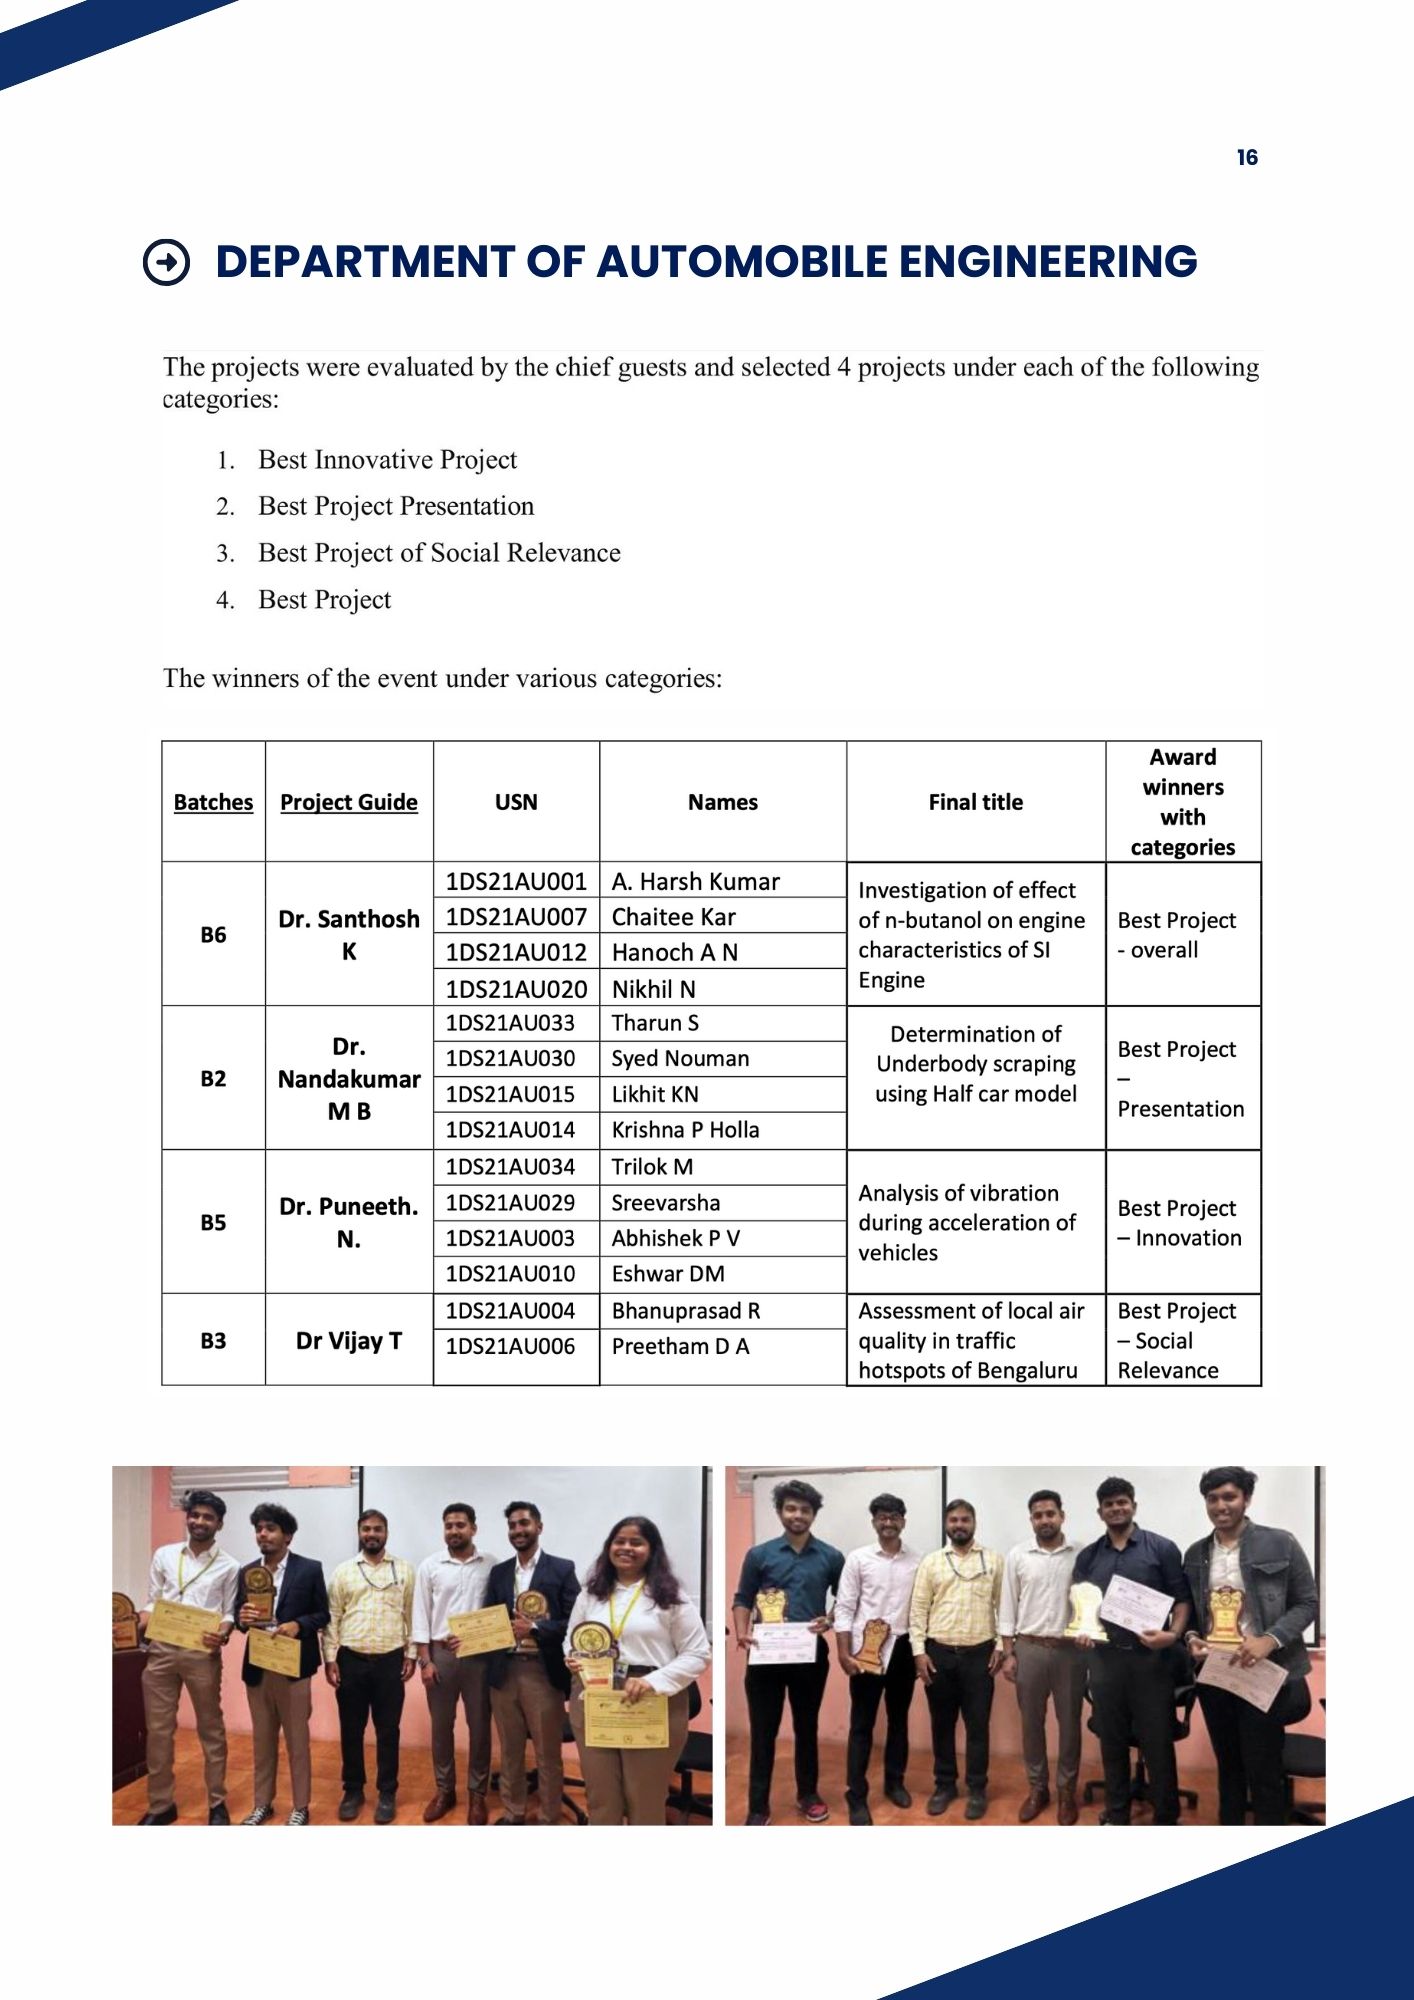 16
DEPARTMENT OF AUTOMOBILE ENGINEERING
The projects were evaluated by the chief guests and selected 4 projects under each of the following
categories:
1. Best Innovative Project
2. Best Project Presentation
3. Best Project of Social Relevance
4. Best Project
The winners of the event under various categories:
Batches Project Guide USN Names Final title Award winners with categories
B6 Dr. Santhosh K
1DS21AU001 A. Harsh Kumar
1DS21AU007 Chaitee Kar
1DS21AU012 Hanoch A N
1DS21AU020 Nikhil N
Investigation of effect
of n-butanol on engine
characteristics of SI
Engine
Best Project
- overall
B2 Dr. Nandakumar M B
1DS21AU033 Tharun S
1DS21AU030 Syed Nouman
1DS21AU015 Likhit KN
1DS21AU014 Krishna P Holla
Determination of
Underbody scraping
using Half car model
Best Project
–
Presentation
B5 Dr. Puneeth. N.
1DS21AU034 Trilok M
1DS21AU029 Sreevarsha
1DS21AU003 Abhishek P V
1DS21AU010 Eshwar DM
Analysis of vibration
during acceleration of
vehicles
Best Project
– Innovation
B3 Dr Vijay T
1DS21AU004 Bhanuprasad R
1DS21AU006 Preetham D A
Assessment of local air
quality in traffic
hotspots of Bengaluru
Best Project
– Social
Relevance